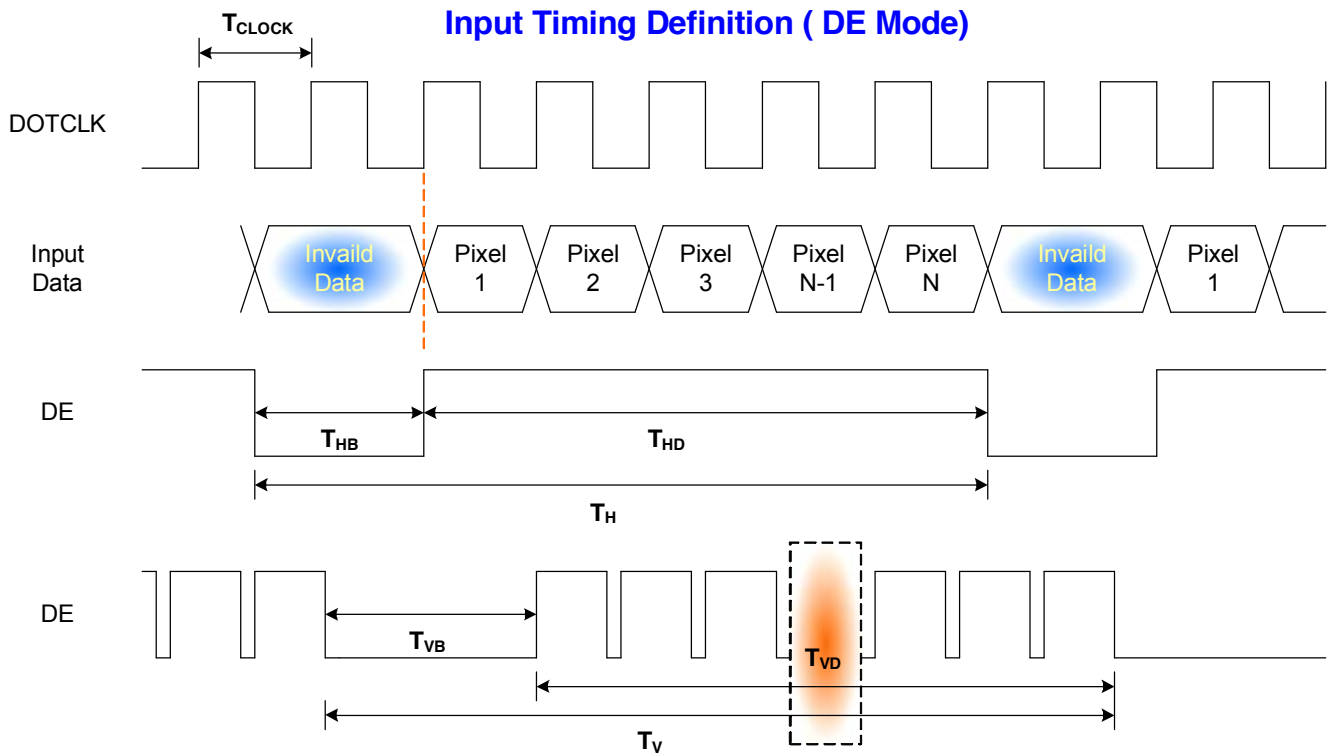 Input Timing Definition ( DE Mode)
TCLOCK
DOTCLK
Input
Data
Invaild
Data
Pixel
1
Pixel
2
Pixel
3
Pixel
N-1
Pixel
N
Invaild
Data
Pixel
1
DE
THB
THD
TH
DE
TVB
TVD
TV